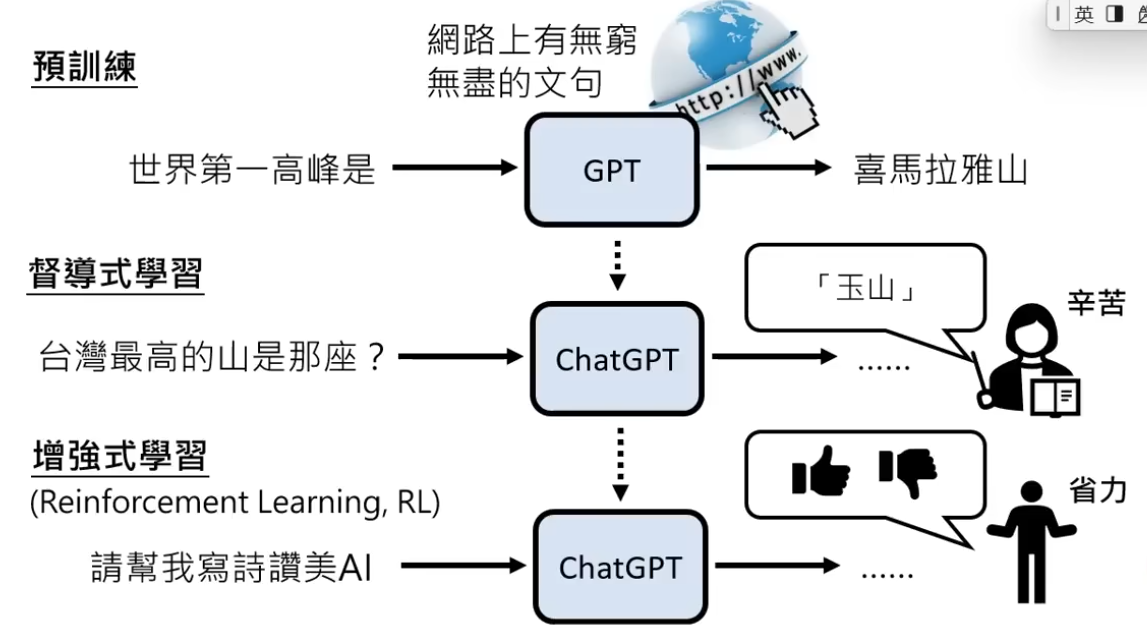 英
預訓練
網路上有無窮
無盡的文句
http://www.
世界第一高峰是
GPT
喜馬拉雅山
督導式學習
台灣最高的山是那座？
ChatGPT
「玉山」
......
辛苦
增強式學習
(Reinforcement Learning, RL)
請幫我寫詩讚美AI
ChatGPT
......
省力